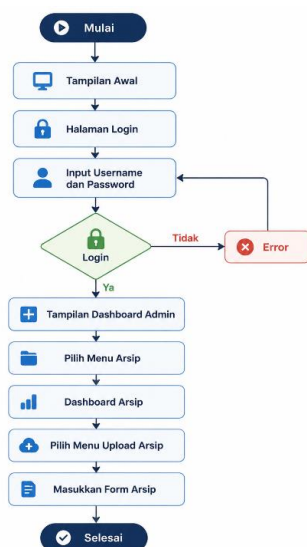 Mulai
Tampilan Awal
Halaman Login
Input Username
dan Password
Login
Tidak
Error
Ya
Tampilan Dashboard Admin
Pilih Menu Arsip
Dashboard Arsip
Pilih Menu Upload Arsip
Masukkan Form Arsip
Selesai